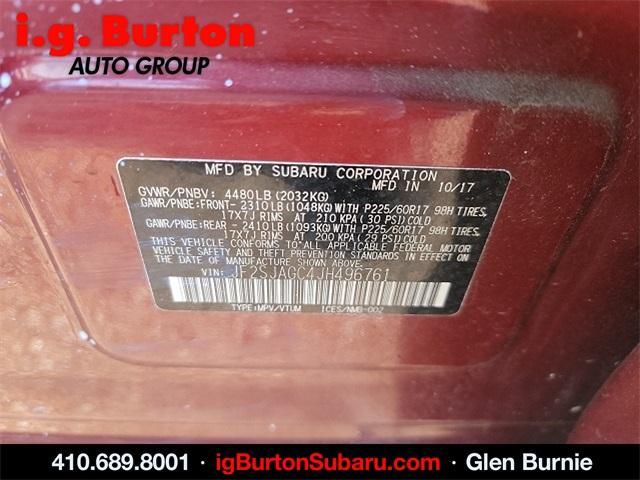 i.g. Burton
AUTO GROUP
MFD BY SUBARU CORPORATION
GVWR/PNBV: 4480LB (2032KG) MFD IN 10/17
GAWR/PNBE:FRONT- 2310LB (1048KG) WITH P225/60R17 98H TIRES,
17X7J RIMS AT 210 KPA (30 PSI) COLD
GAWR/PNBE:REAR - 2410LB (1093KG) WITH P225/60R17 98H TIRES,
17X7J RIMS AT 200 KPA (29 PSI) COLD
THIS VEHICLE CONFORMS TO ALL APPLICABLE FEDERAL MOTOR
VEHICLE SAFETY AND THEFT PREVENTION STANDARDS IN EFFECT
ON THE DATE OF MANUFACTURE SHOWN ABOVE.
VIN: JF2SJAGC4JH496761
TYPE:MPV/VTUM ICES/NMB-002
410.689.8001 · igBurtonSubaru.com · Glen Burnie